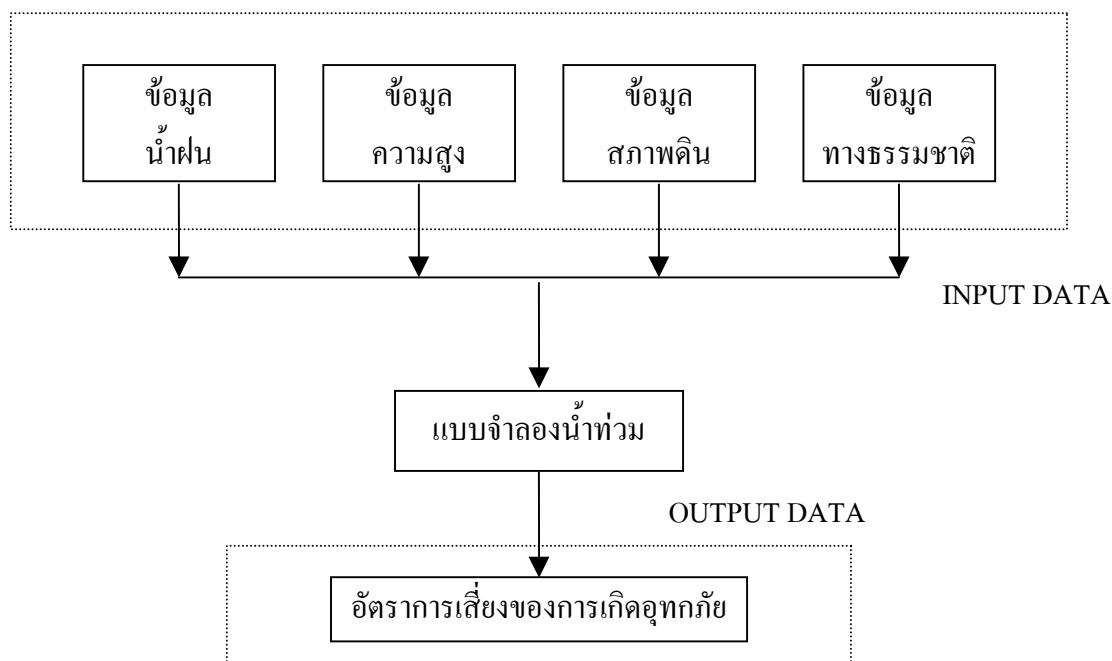 ข้อมูล
น้ำฝน
ข้อมูล
ความสูง
ข้อมูล
สภาพดิน
ข้อมูล
ทางธรรมชาติ
INPUT DATA
แบบจำลองน้ำท่วม
OUTPUT DATA
อัตราการเสี่ยงของการเกิดอุทกภัย